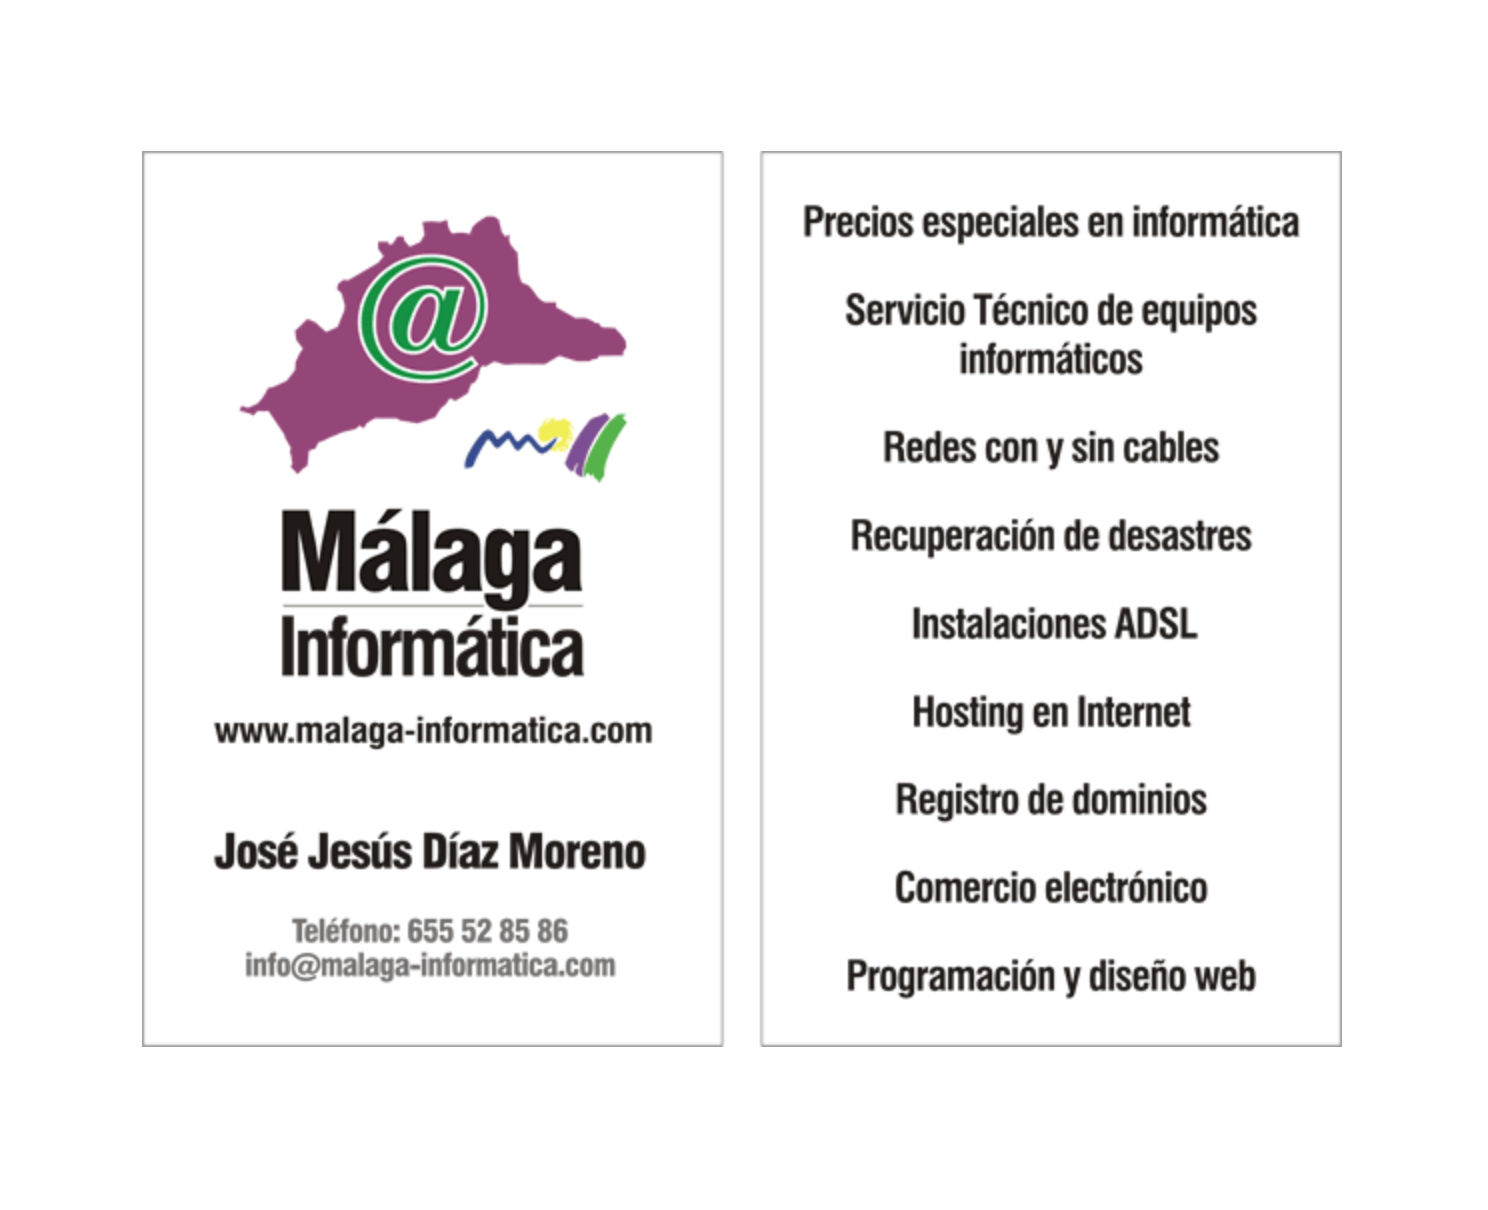 @
Málaga
Informática
www.malaga-informatica.com
José Jesús Díaz Moreno
Teléfono: 655 52 85 86
info@malaga-informatica.com
Precios especiales en informática
Servicio Técnico de equipos
informáticos
Redes con y sin cables
Recuperación de desastres
Instalaciones ADSL
Hosting en Internet
Registro de dominios
Comercio electrónico
Programación y diseño web